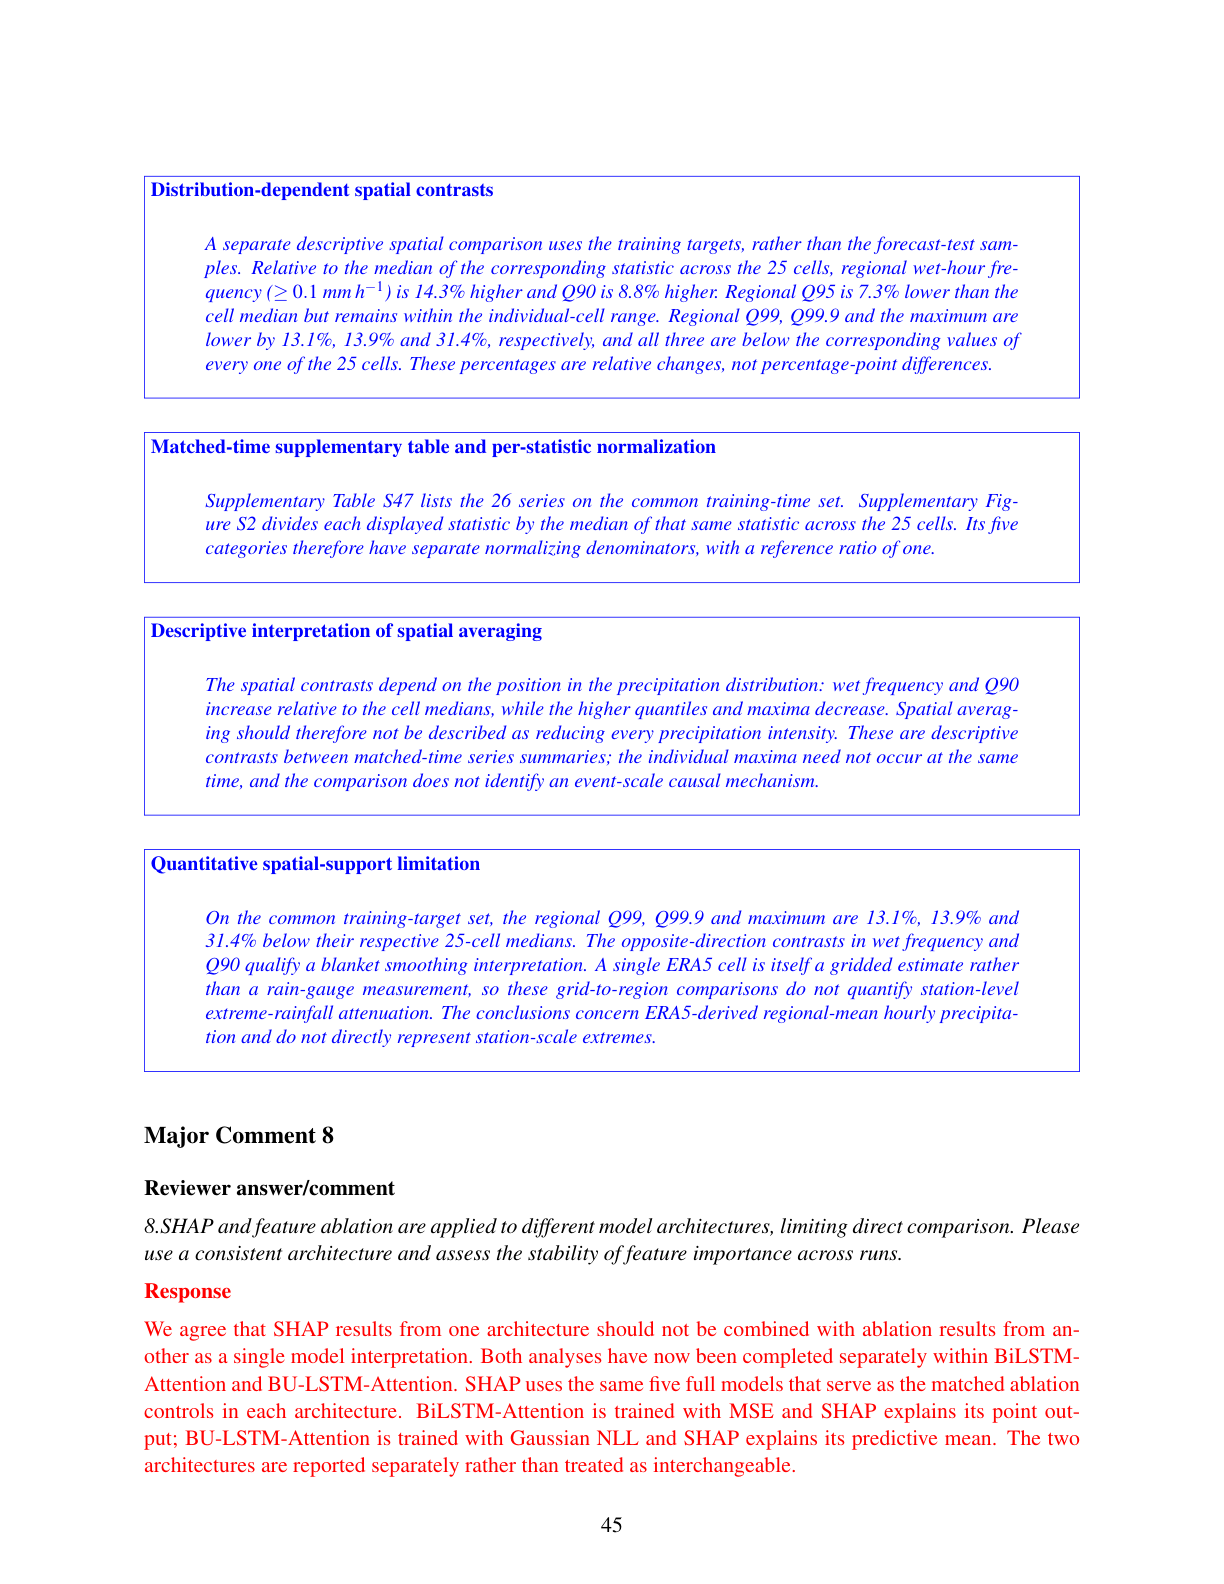 Distribution-dependent spatial contrasts
A separate descriptive spatial comparison uses the training targets, rather than the forecast-test sam-
ples. Relative to the median of the corresponding statistic across the 25 cells, regional wet-hour fre-
quency (≥ 0.1 mm h⁻¹) is 14.3% higher and Q90 is 8.8% higher. Regional Q95 is 7.3% lower than the
cell median but remains within the individual-cell range. Regional Q99, Q99.9 and the maximum are
lower by 13.1%, 13.9% and 31.4%, respectively, and all three are below the corresponding values of
every one of the 25 cells. These percentages are relative changes, not percentage-point differences.
Matched-time supplementary table and per-statistic normalization
Supplementary Table S47 lists the 26 series on the common training-time set. Supplementary Fig-
ure S2 divides each displayed statistic by the median of that same statistic across the 25 cells. Its five
categories therefore have separate normalizing denominators, with a reference ratio of one.
Descriptive interpretation of spatial averaging
The spatial contrasts depend on the position in the precipitation distribution: wet frequency and Q90
increase relative to the cell medians, while the higher quantiles and maxima decrease. Spatial averag-
ing should therefore not be described as reducing every precipitation intensity. These are descriptive
contrasts between matched-time series summaries; the individual maxima need not occur at the same
time, and the comparison does not identify an event-scale causal mechanism.
Quantitative spatial-support limitation
On the common training-target set, the regional Q99, Q99.9 and maximum are 13.1%, 13.9% and
31.4% below their respective 25-cell medians. The opposite-direction contrasts in wet frequency and
Q90 qualify a blanket smoothing interpretation. A single ERA5 cell is itself a gridded estimate rather
than a rain-gauge measurement, so these grid-to-region comparisons do not quantify station-level
extreme-rainfall attenuation. The conclusions concern ERA5-derived regional-mean hourly precipita-
tion and do not directly represent station-scale extremes.
Major Comment 8
Reviewer answer/comment
8.SHAP and feature ablation are applied to different model architectures, limiting direct comparison. Please
use a consistent architecture and assess the stability of feature importance across runs.
Response
We agree that SHAP results from one architecture should not be combined with ablation results from an-
other as a single model interpretation. Both analyses have now been completed separately within BiLSTM-
Attention and BU-LSTM-Attention. SHAP uses the same five full models that serve as the matched ablation
controls in each architecture. BiLSTM-Attention is trained with MSE and SHAP explains its point out-
put; BU-LSTM-Attention is trained with Gaussian NLL and SHAP explains its predictive mean. The two
architectures are reported separately rather than treated as interchangeable.
45